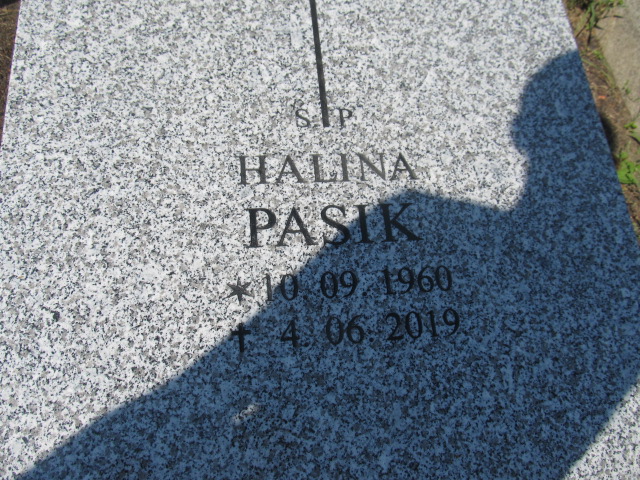 S P
HALINA
PASIK
* 10. 09. 1960
† 4. 06. 2019.